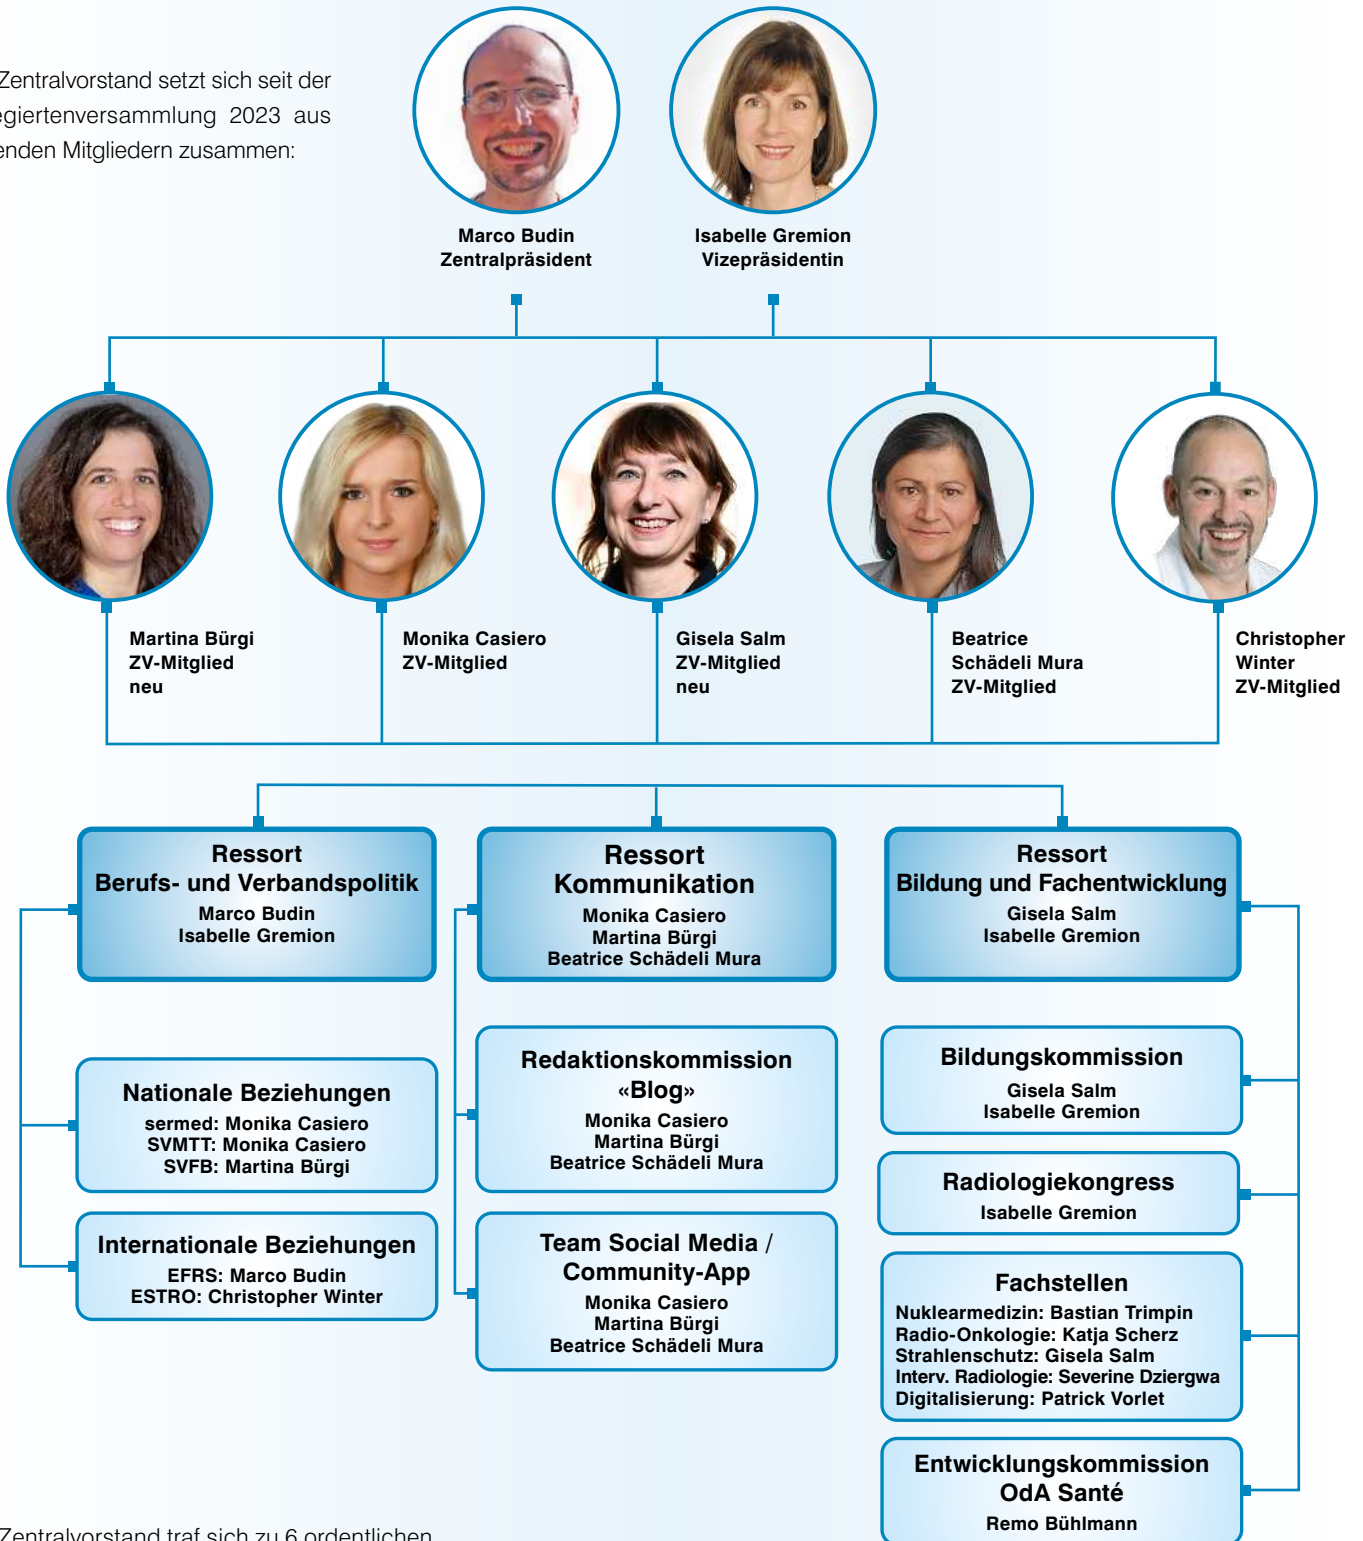 Zentralvorstand setzt sich seit der
egiertenversammlung 2023 aus
enden Mitgliedern zusammen:
Marco Budin
Zentralpräsident
Isabelle Gremion
Vizepräsidentin
Martina Bürgi
ZV-Mitglied
neu
Monika Casiero
ZV-Mitglied
Gisela Salm
ZV-Mitglied
neu
Beatrice
Schädeli Mura
ZV-Mitglied
Christopher
Winter
ZV-Mitglied
Ressort
Berufs- und Verbandspolitik
Marco Budin
Isabelle Gremion
Nationale Beziehungen
sermed: Monika Casiero
SVMTT: Monika Casiero
SVFB: Martina Bürgi
Internationale Beziehungen
EFRS: Marco Budin
ESTRO: Christopher Winter
Ressort
Kommunikation
Monika Casiero
Martina Bürgi
Beatrice Schädeli Mura
Redaktionskommission
«Blog»
Monika Casiero
Martina Bürgi
Beatrice Schädeli Mura
Team Social Media /
Community-App
Monika Casiero
Martina Bürgi
Beatrice Schädeli Mura
Ressort
Bildung und Fachentwicklung
Gisela Salm
Isabelle Gremion
Bildungskommission
Gisela Salm
Isabelle Gremion
Radiologiekongress
Isabelle Gremion
Fachstellen
Nuklearmedizin: Bastian Trimpin
Radio-Onkologie: Katja Scherz
Strahlenschutz: Gisela Salm
Interv. Radiologie: Severine Dziergwa
Digitalisierung: Patrick Vorlet
Entwicklungskommission
OdA Santé
Remo Bühlmann
Zentralvorstand traf sich zu 6 ordentlichen